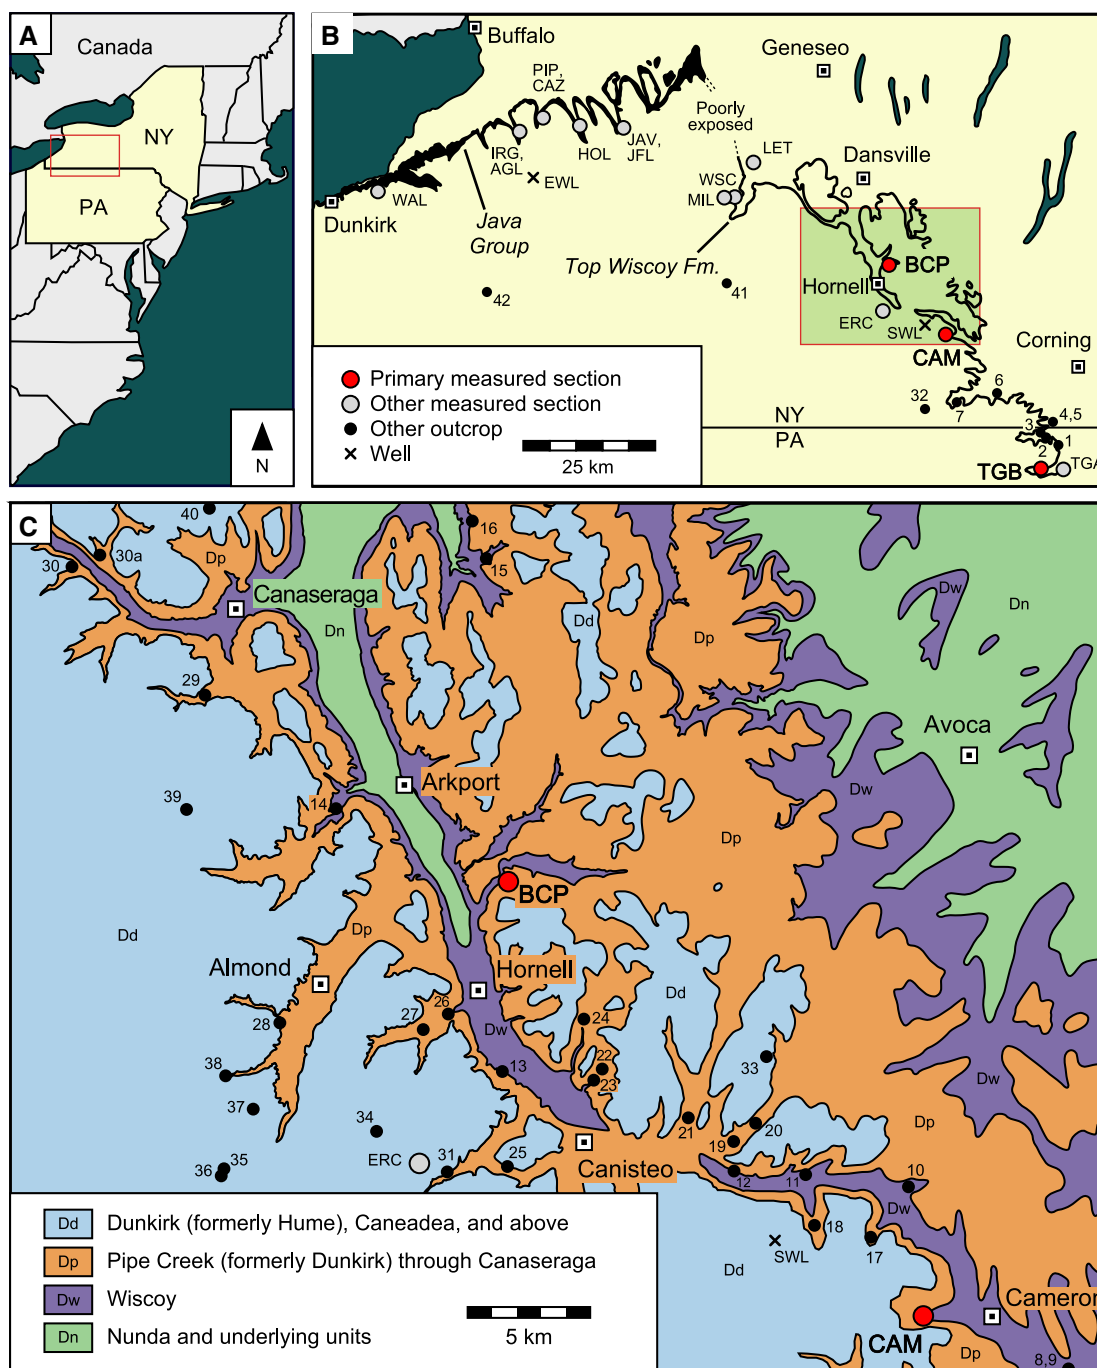 A
Canada
NY
PA
N
B
Buffalo
Geneseo
PIP,
CAZ
Poorly
exposed
IRG,
AGL
HOL
JAV,
JFL
LET
EWL
WSC
MIL
Dansville
WAL
Dunkirk
Java
Group
Top Wiscoy Fm.
BCP
Hornell
42
41
ERC
SWL
CAM
Corning
Primary measured section
Other measured section
Other outcrop
Well
25 km
32
7
6
NY
PA
4,5
3
1
2
TGB
TGA
C
40
30a
30
Dp
16
15
Canaseraga
Dn
Dd
Dp
Dw
Dn
29
Avoca
Arkport
39
14
Dw
Dp
BCP
Dd
Dp
Almond
Hornell
Dd
26
27
28
Dw
24
38
13
22
23
33
Dw
37
34
21
20
19
Dp
ERC
31
25
Canisteo
35
36
12
11
10
Dw
18
17
SWL
Dd
Cameron
CAM
Dp
8,9
Dd Dunkirk (formerly Hume), Caneadea, and above
Dp Pipe Creek (formerly Dunkirk) through Canaseraga
Dw Wiscoy
Dn Nunda and underlying units
5 km